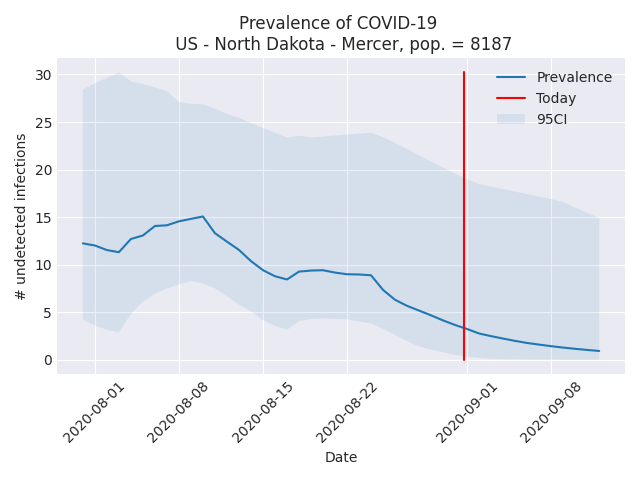 Prevalence of COVID-19
US - North Dakota - Mercer, pop. = 8187
Prevalence
Today
95CI
# undetected infections
30
25
20
15
10
5
0
2020-08-01
2020-08-08
2020-08-15
2020-08-22
2020-09-01
2020-09-08
Date